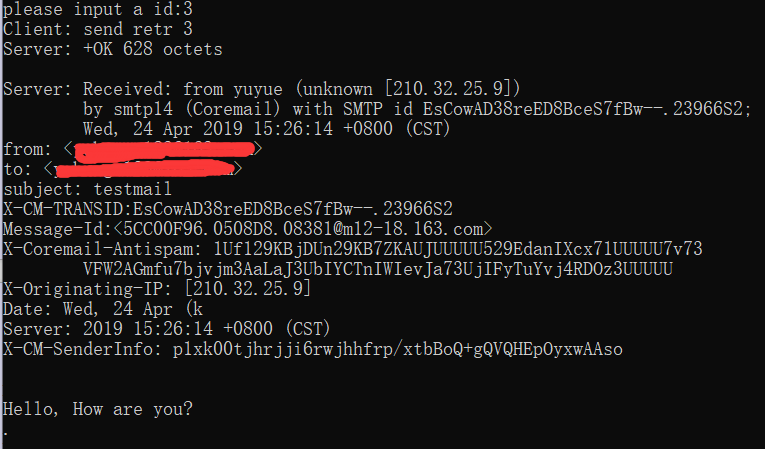 please input a id:3
Client: send retr 3
Server: +OK 628 octets
Server: Received: from yuyue (unknown [210.32.25.9])
by smtp14 (Coremail) with SMTP id EsCowAD38reED8BceS7fBw--.23966S2;
Wed, 24 Apr 2019 15:26:14 +0800 (CST)
from: < >
to: < >
subject: testmail
X-CM-TRANSID:EsCowAD38reED8BceS7fBw--.23966S2
Message-Id:<5CC00F96.0508D8.08381@m12-18.163.com>
X-Coremail-Antispam: 1Uf129KBjDUn29KB7ZKAUJUUUUU529EdanIXcx71UUUUU7v73
VFW2AGmfu7bjvjm3AaLaJ3UbIYCTnIWIevJa73UjIFyTuYvj4RDOz3UUUUU
X-Originating-IP: [210.32.25.9]
Date: Wed, 24 Apr (k
Server: 2019 15:26:14 +0800 (CST)
X-CM-SenderInfo: p1xk00tjhrjji6rwjhhfrp/xtbBoQ+gQVQHEpOyxwAAso
Hello, How are you?
.